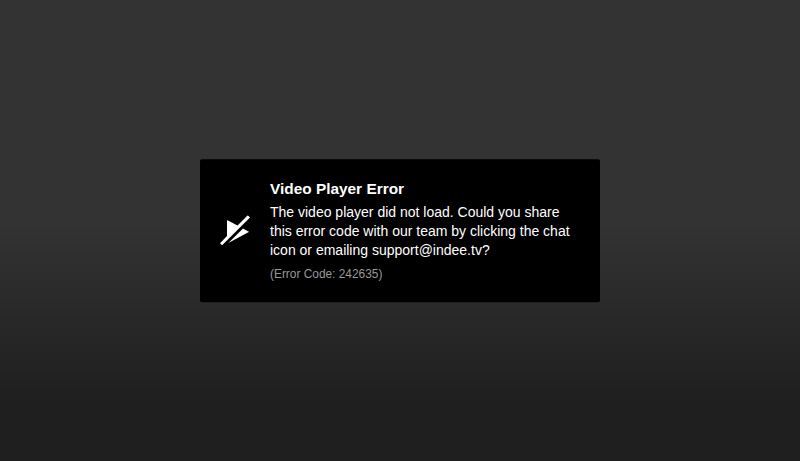 Video Player Error
The video player did not load. Could you share
this error code with our team by clicking the chat
icon or emailing support@indee.tv?
(Error Code: 242635)